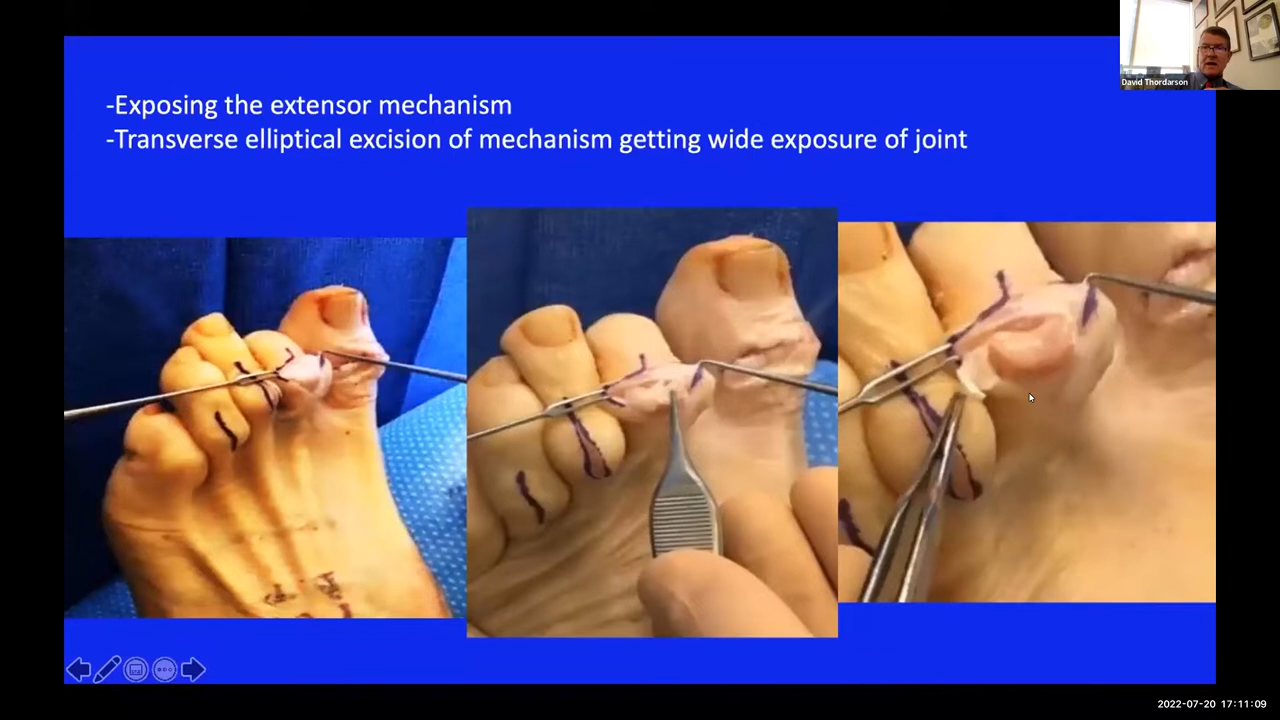 David Thordarson
-Exposing the extensor mechanism
-Transverse elliptical excision of mechanism getting wide exposure of joint
2022-07-20 17:11:09